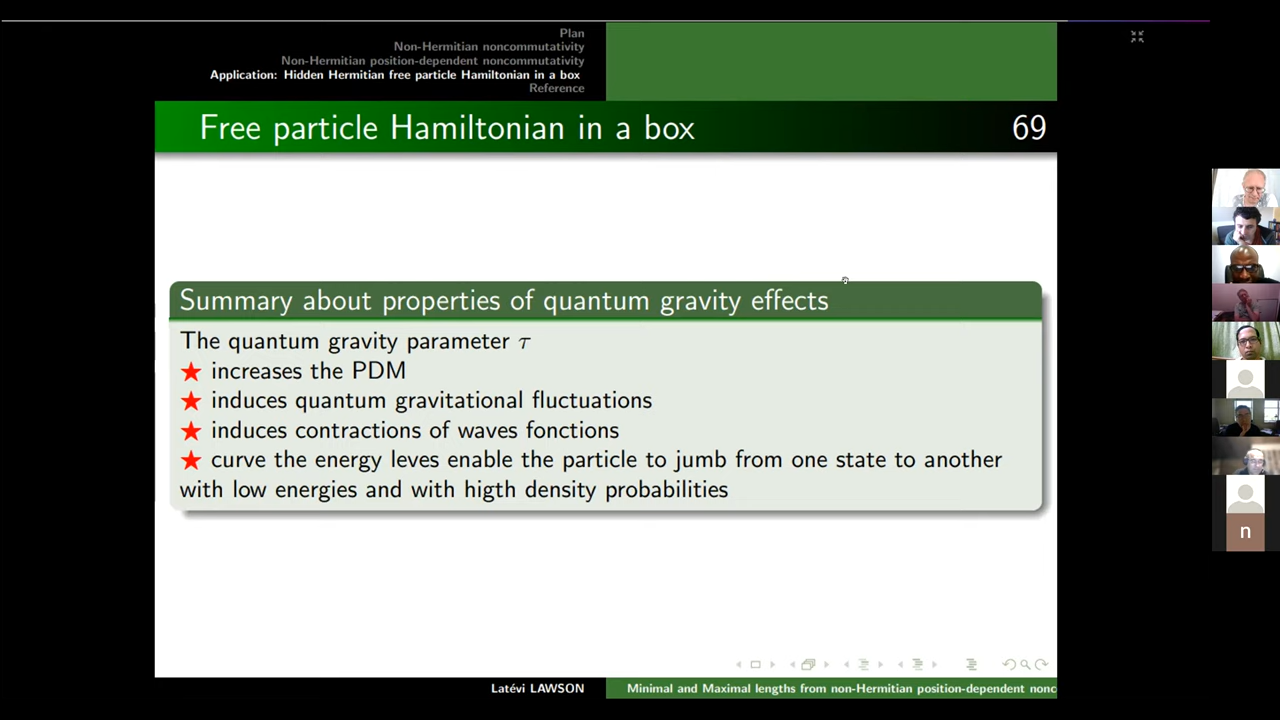 Plan
Non-Hermitian noncommutativity
Non-Hermitian position-dependent noncommutativity
Application: Hidden Hermitian free particle Hamiltonian in a box
Reference
Free particle Hamiltonian in a box
69
Summary about properties of quantum gravity effects
The quantum gravity parameter τ
★ increases the PDM
★ induces quantum gravitational fluctuations
★ induces contractions of waves fonctions
★ curve the energy leves enable the particle to jumb from one state to another
with low energies and with higth density probabilities
n
Latévi LAWSON
Minimal and Maximal lengths from non-Hermitian position-dependent nonc